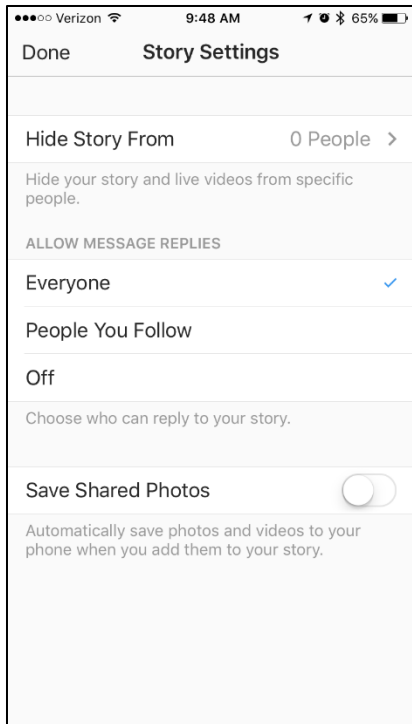 ●●●○○ Verizon 9:48 AM 65%
Done Story Settings
Hide Story From 0 People >
Hide your story and live videos from specific
people.
ALLOW MESSAGE REPLIES
Everyone
People You Follow
Off
Choose who can reply to your story.
Save Shared Photos
Automatically save photos and videos to your
phone when you add them to your story.